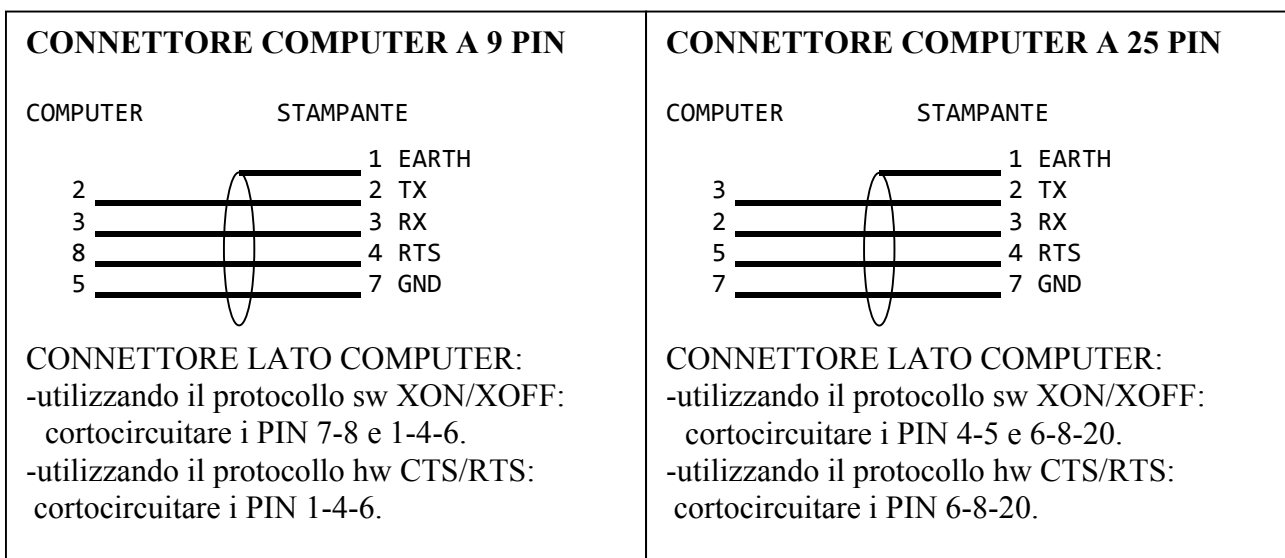 CONNETTORE COMPUTER A 9 PIN
COMPUTER STAMPANTE
1 EARTH
2 2 TX
3 3 RX
8 4 RTS
5 7 GND
CONNETTORE LATO COMPUTER:
-utilizzando il protocollo sw XON/XOFF:
cortocircuitare i PIN 7-8 e 1-4-6.
-utilizzando il protocollo hw CTS/RTS:
cortocircuitare i PIN 1-4-6.
CONNETTORE COMPUTER A 25 PIN
COMPUTER STAMPANTE
1 EARTH
3 2 TX
2 3 RX
5 4 RTS
7 7 GND
CONNETTORE LATO COMPUTER:
-utilizzando il protocollo sw XON/XOFF:
cortocircuitare i PIN 4-5 e 6-8-20.
-utilizzando il protocollo hw CTS/RTS:
cortocircuitare i PIN 6-8-20.